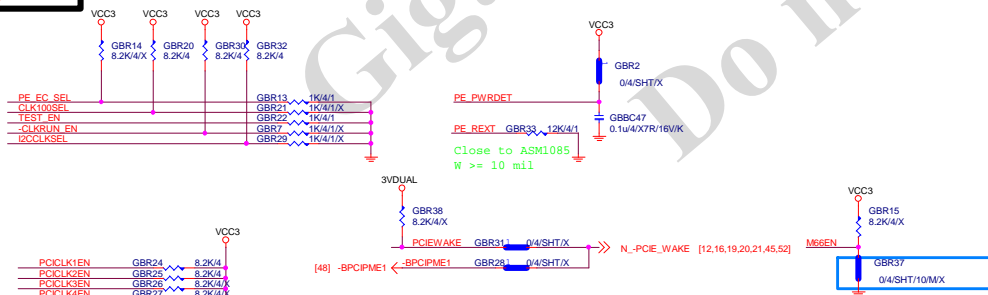 VCC3 VCC3 VCC3 VCC3
GBR14 8.2K/4/X
GBR20 8.2K/4
GBR30 8.2K/4
GBR32 8.2K/4
PE_EC_SEL GBR13 1K/4/1
CLK100SEL GBR21 1K/4/1/X
TEST_EN GBR22 1K/4/1
-CLKRUN_EN GBR7 1K/4/1/X
I2CCLKSEL GBR29 1K/4/1/X
VCC3
GBR2
0/4/SHT/X
PE_PWRDET
GBBC47
0.1u/4/X7R/16V/K
PE_REXT GBR33 12K/4/1
Close to ASM1085
W >= 10 mil
3VDUAL
GBR38
8.2K/4/X
PCIEWAKE GBR31 0/4/SHT/X N_-PCIE_WAKE [12,16,19,20,21,45,52]
[48] -BPCIPME1 -BPCIPME1 GBR28 0/4/SHT/X
VCC3
GBR15
8.2K/4/X
M66EN
GBR37
0/4/SHT/10/M/X
VCC3
PCICLK1EN GBR24 8.2K/4
PCICLK2EN GBR25 8.2K/4
PCICLK3EN GBR26 8.2K/4/X
PCICLK4EN GBR27 8.2K/4/X
Do n